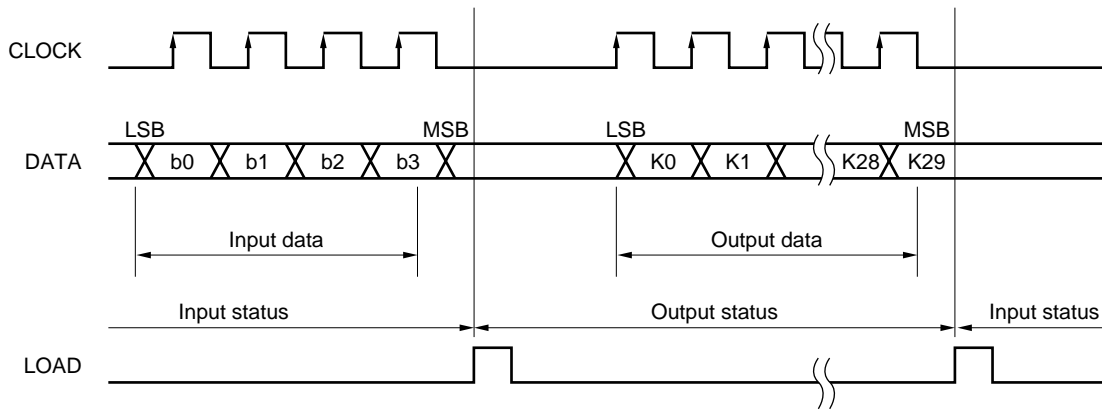 CLOCK
LSB MSB LSB MSB
DATA b0 b1 b2 b3 K0 K1 K28 K29
Input data Output data
Input status Output status Input status
LOAD